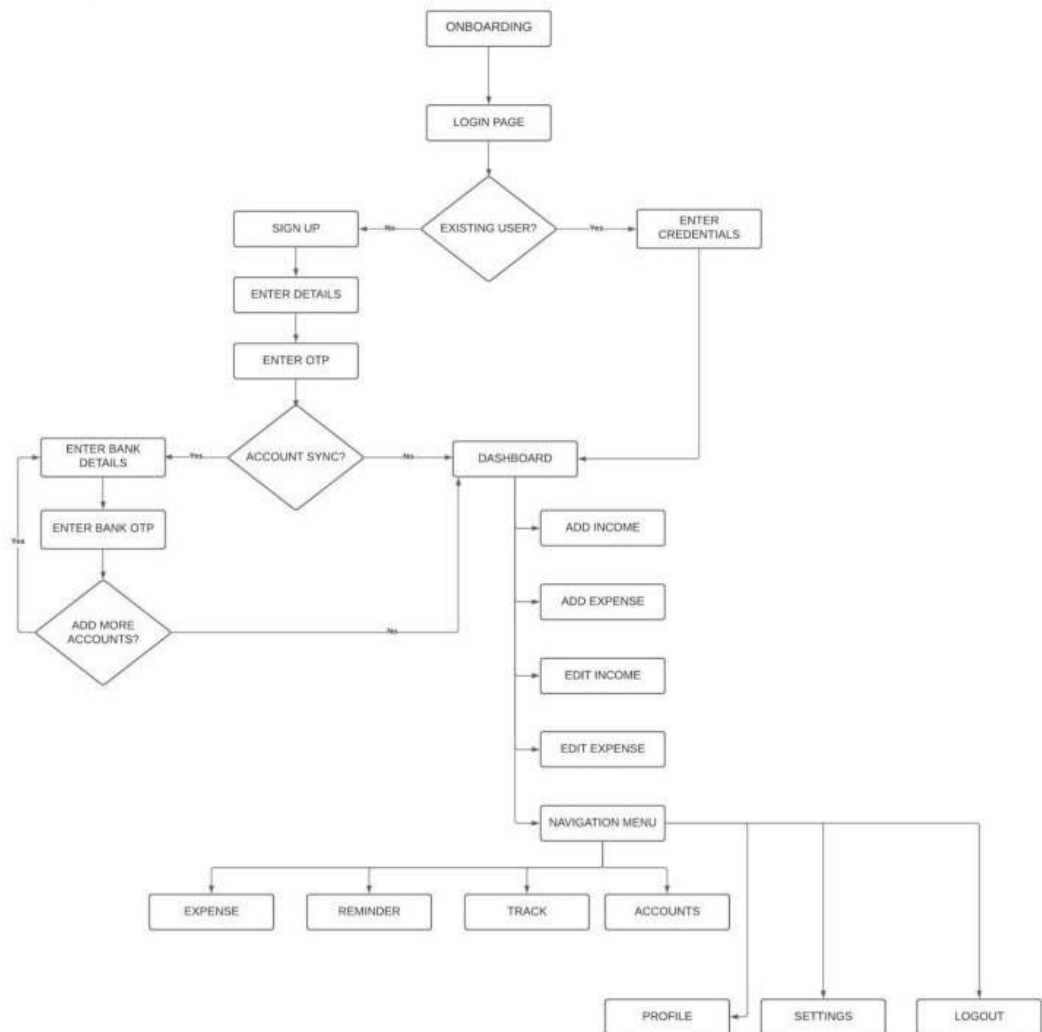 ONBOARDING
LOGIN PAGE
EXISTING USER?
No
Yes
SIGN UP
ENTER
CREDENTIALS
ENTER DETAILS
ENTER OTP
ACCOUNT SYNC?
Yes
No
ENTER BANK
DETAILS
DASHBOARD
ENTER BANK OTP
Yes
ADD MORE
ACCOUNTS?
No
ADD INCOME
ADD EXPENSE
EDIT INCOME
EDIT EXPENSE
NAVIGATION MENU
EXPENSE
REMINDER
TRACK
ACCOUNTS
PROFILE
SETTINGS
LOGOUT